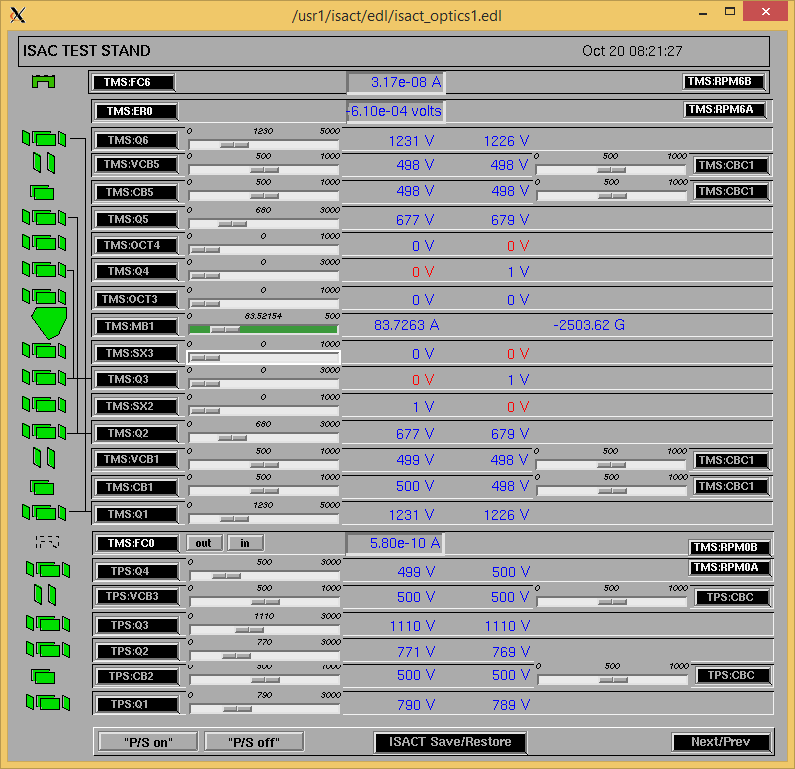 /usr1/isact/edl/isact_optics1.edl
ISAC TEST STAND Oct 20 08:21:27
TMS:FC6 3.17e-08 A TMS:RPM6B
TMS:ER0 -6.10e-04 volts TMS:RPM6A
TMS:Q6 0 1230 5000 1231 V 1226 V
TMS:VCB5 0 500 1000 498 V 498 V 0 500 1000 TMS:CBC1
TMS:CB5 0 500 1000 498 V 498 V 0 500 1000 TMS:CBC1
TMS:Q5 0 680 3000 677 V 679 V
TMS:OCT4 0 0 1000 0 V 0 V
TMS:Q4 0 0 3000 0 V 1 V
TMS:OCT3 0 0 1000 0 V 0 V
TMS:MB1 0 83.52154 500 83.7263 A -2503.62 G
TMS:SX3 0 0 1000 0 V 0 V
TMS:Q3 0 0 3000 0 V 1 V
TMS:SX2 0 0 1000 1 V 0 V
TMS:Q2 0 680 3000 677 V 679 V
TMS:VCB1 0 500 1000 499 V 498 V 0 500 1000 TMS:CBC1
TMS:CB1 0 500 1000 500 V 498 V 0 500 1000 TMS:CBC1
TMS:Q1 0 1230 5000 1231 V 1226 V
TMS:FC0 out in 5.80e-10 A TMS:RPM0B
TPS:Q4 0 500 3000 499 V 500 V TMS:RPM0A
TPS:VCB3 0 500 1000 500 V 500 V 0 500 1000 TPS:CBC
TPS:Q3 0 1110 3000 1110 V 1110 V
TPS:Q2 0 770 3000 771 V 769 V
TPS:CB2 0 500 1000 500 V 500 V 0 500 1000 TPS:CBC
TPS:Q1 0 790 3000 790 V 789 V
"P/S on" "P/S off" ISACT Save/Restore Next/Prev